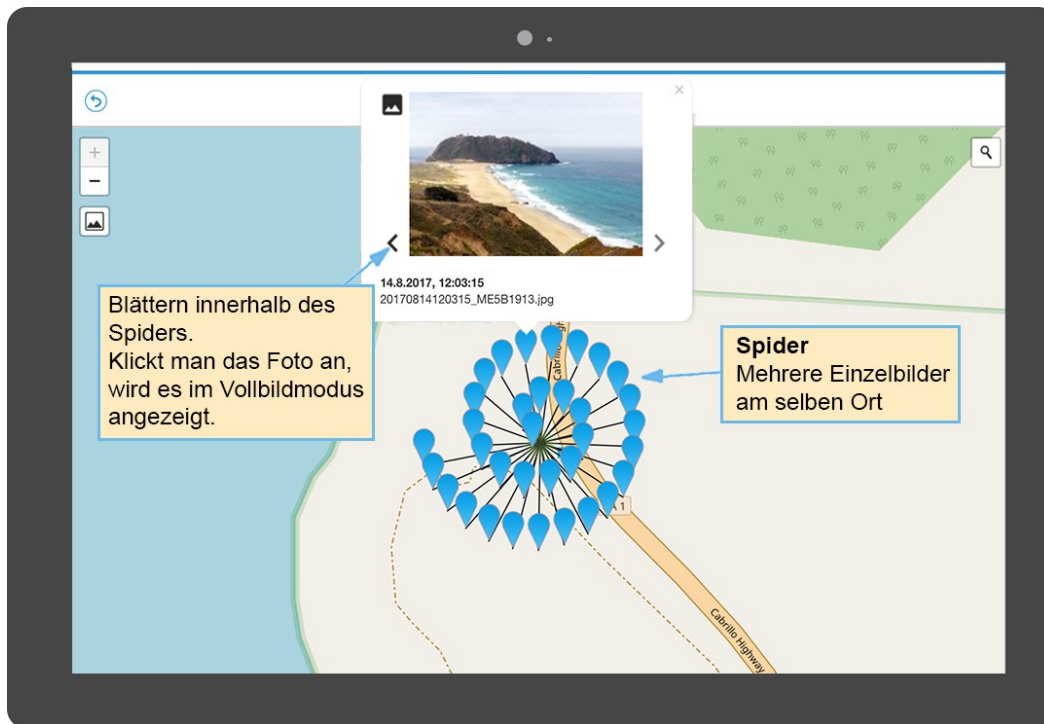 14.8.2017, 12:03:15
20170814120315_ME5B1913.jpg
Blättern innerhalb des
Spiders.
Klickt man das Foto an,
wird es im Vollbildmodus
angezeigt.
Spider
Mehrere Einzelbilder
am selben Ort
1
Cabrillo Highway